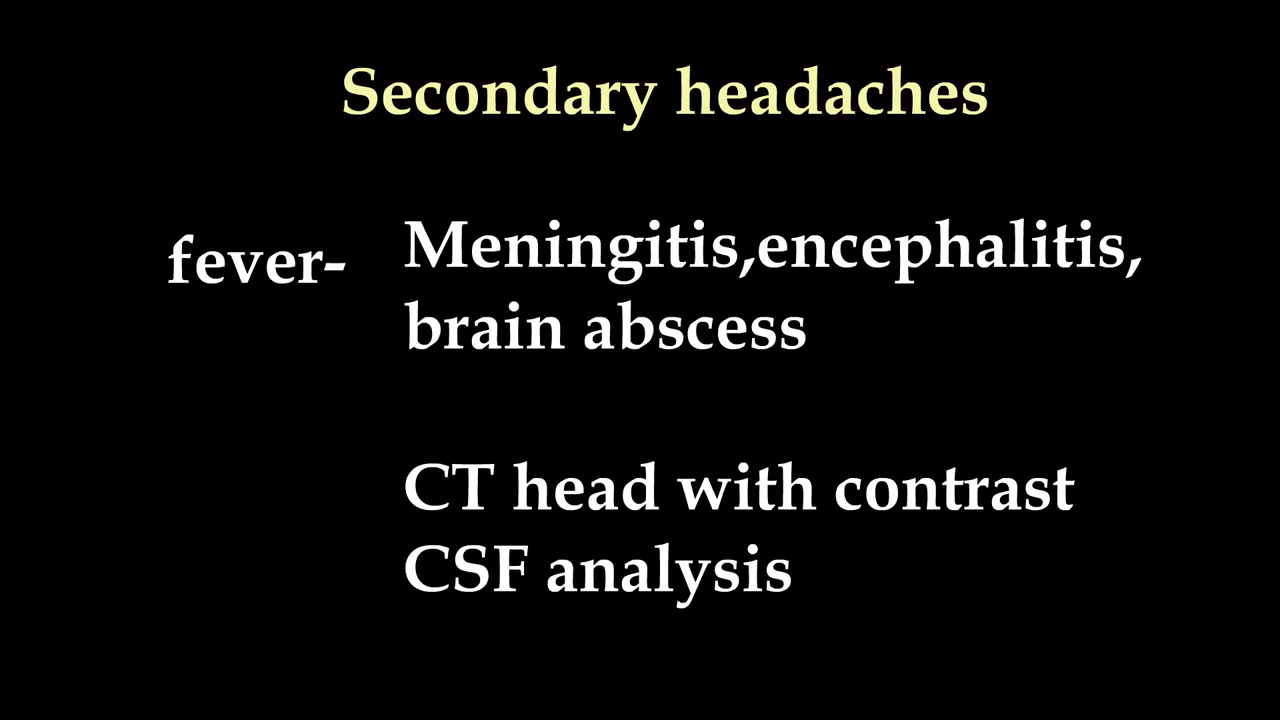 Secondary headaches
fever-
Meningitis,encephalitis,
brain abscess
CT head with contrast
CSF analysis